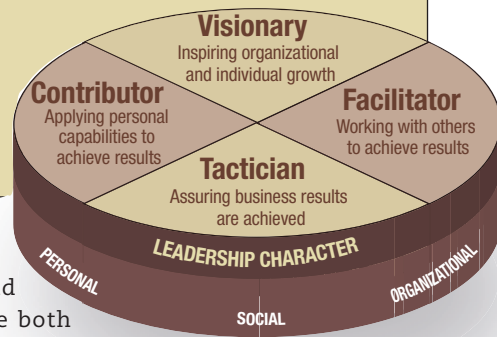 Visionary
Inspiring organizational
and individual growth
Contributor
Applying personal
capabilities to
achieve results
Facilitator
Working with others
to achieve results
Tactician
Assuring business results
are achieved
LEADERSHIP CHARACTER
PERSONAL
SOCIAL
ORGANIZATIONAL
both